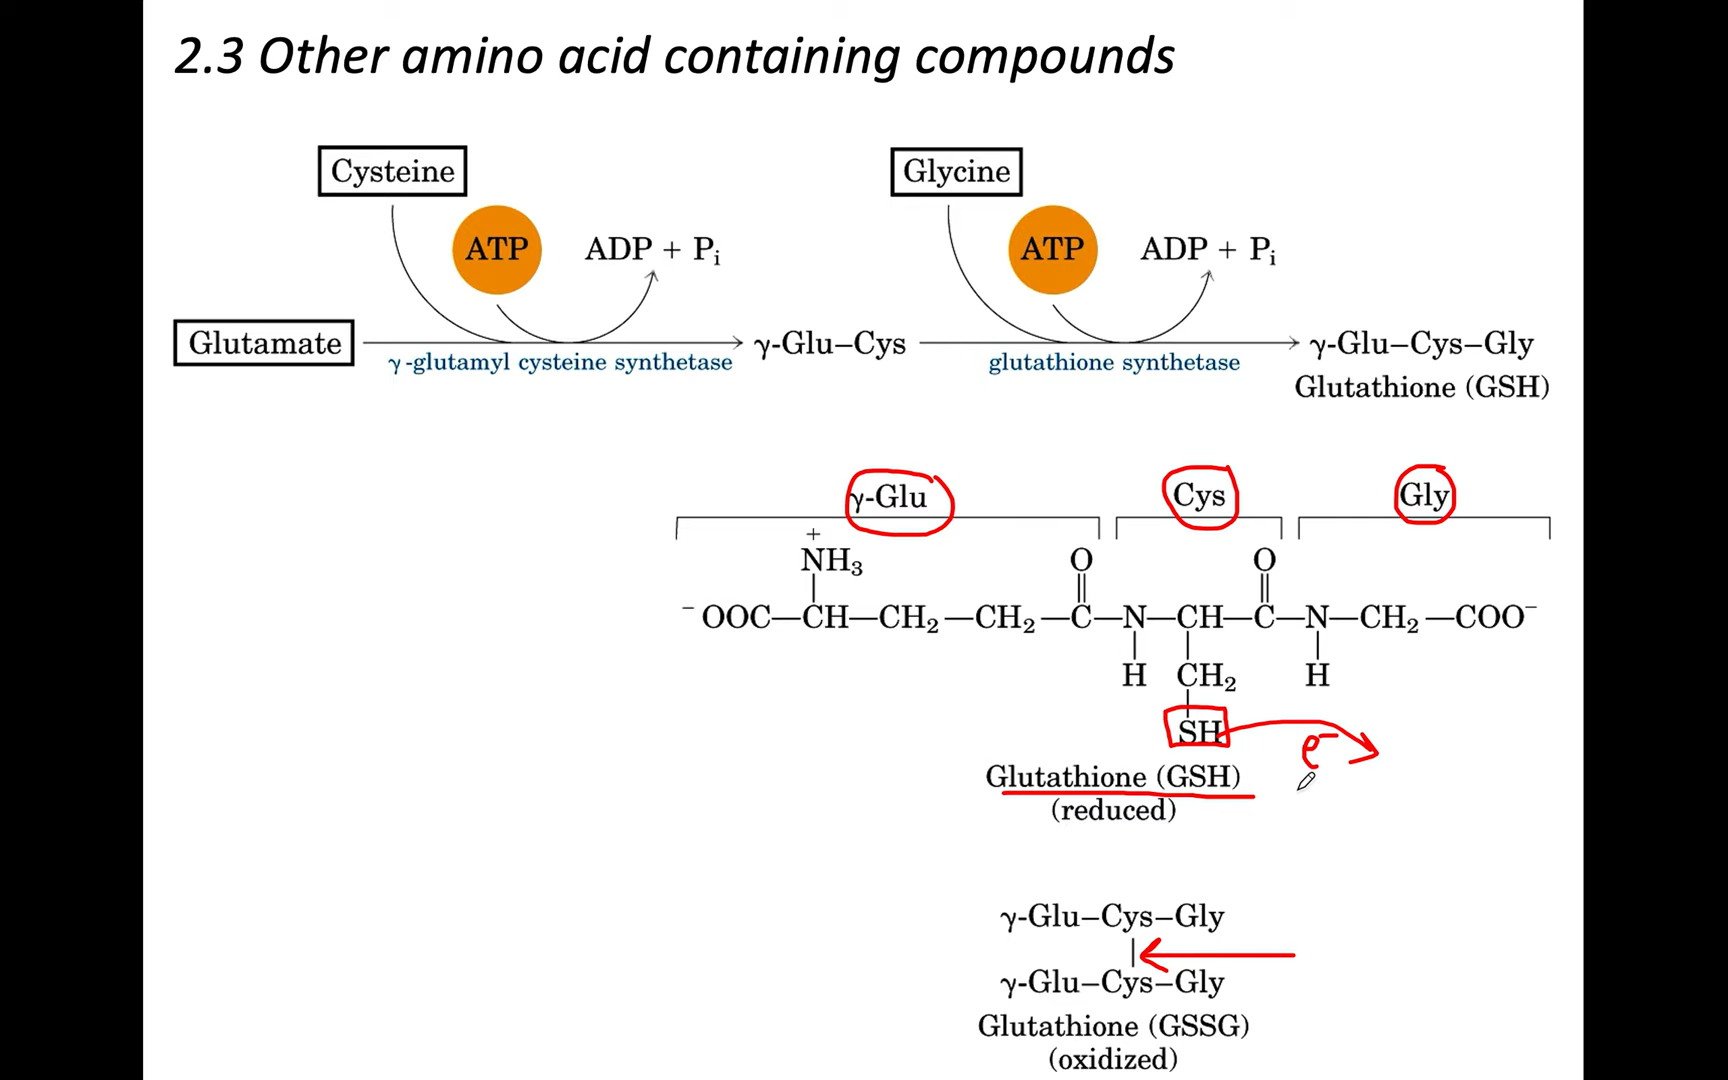 2.3 Other amino acid containing compounds
Cysteine
Glycine
ATP
ADP + Pi
ATP
ADP + Pi
Glutamate
γ-Glu–Cys
γ-Glu–Cys–Gly
γ-glutamyl cysteine synthetase
glutathione synthetase
Glutathione (GSH)
γ-Glu
Cys
Gly
+
NH₃
O
O
⁻OOC—CH—CH₂—CH₂—C—N—CH—C—N—CH₂—COO⁻
H
CH₂
H
SH
e⁻
Glutathione (GSH)
(reduced)
γ-Glu–Cys–Gly
γ-Glu–Cys–Gly
Glutathione (GSSG)
(oxidized)